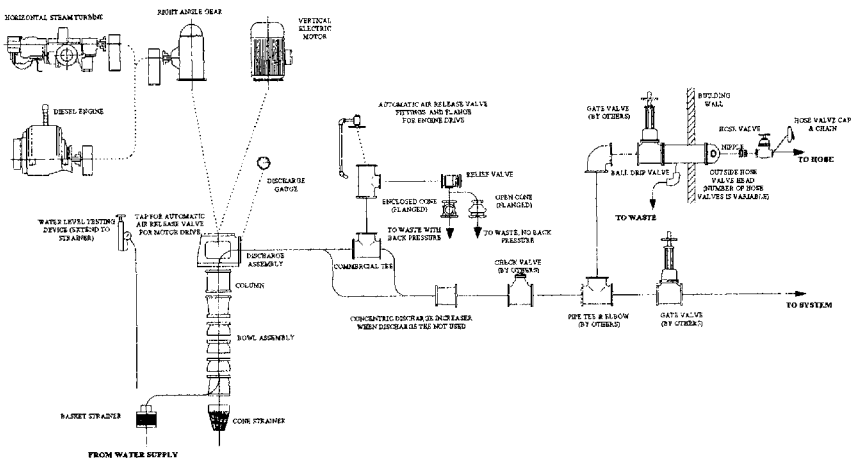 HORIZONTAL STEAM TURBINE
RIGHT ANGLE GEAR
VERTICAL
ELECTRIC
MOTOR
DIESEL ENGINE
AUTOMATIC AIR RELEASE VALVE
FITTINGS AND FLANGE
FOR ENGINE DRIVE
GATE VALVE
(BY OTHERS)
BUILDING
WALL
HOSE VALVE
HOSE VALVE CAP
& CHAIN
NIPPLE
TO HOSE
BALL DRIP VALVE
OUTSIDE HOSE
VALVE HEAD
(NUMBER OF HOSE
VALVES IS VARIABLE)
TO WASTE
DISCHARGE
GAUGE
RELIEF VALVE
ENCLOSED CONE
(FLANGED)
OPEN CONE
(FLANGED)
TO WASTE WITH
BACK PRESSURE
TO WASTE, NO BACK
PRESSURE
WATER LEVEL TESTING
DEVICE (EXTEND TO
STRAINER)
TAP FOR AUTOMATIC
AIR RELEASE VALVE
FOR MOTOR DRIVE
DISCHARGE
ASSEMBLY
COMMERCIAL TEE
COLUMN
CHECK VALVE
(BY OTHERS)
CONCENTRIC DISCHARGE INCREASER
WHEN DISCHARGE TEE NOT USED
PIPE TEE & ELBOW
(BY OTHERS)
GATE VALVE
(BY OTHERS)
TO SYSTEM
BOWL ASSEMBLY
BASKET STRAINER
CONE STRAINER
FROM WATER SUPPLY